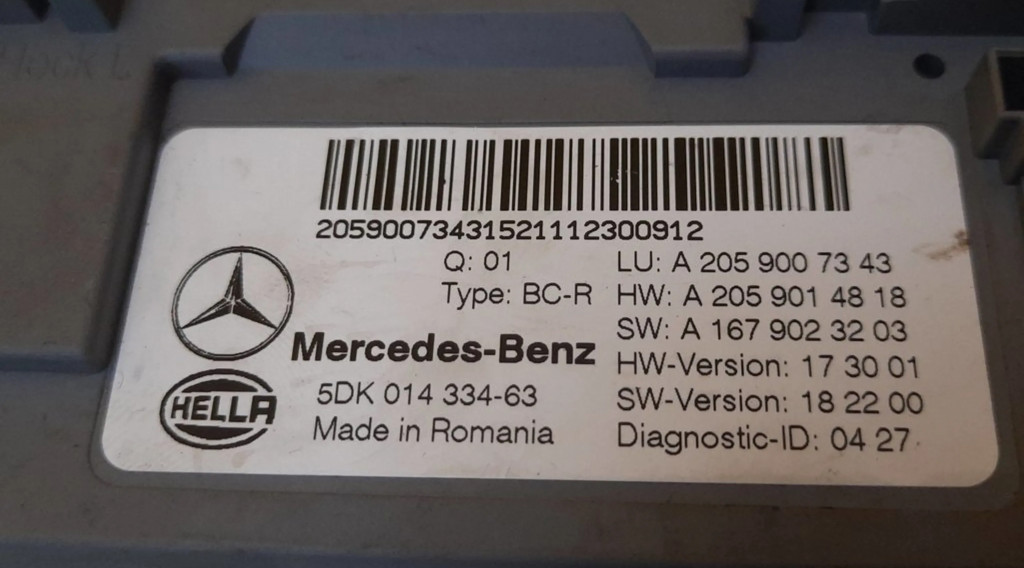 2059007343152111​2300912
Q: 01
Type: BC-R
LU: A 205 900 73 43
HW: A 205 901 48 18
SW: A 167 902 32 03
HW-Version: 17 30 01
SW-Version: 18 22 00
Diagnostic-ID: 04 27
Mercedes-Benz
HELLA
5DK 014 334-63
Made in Romania